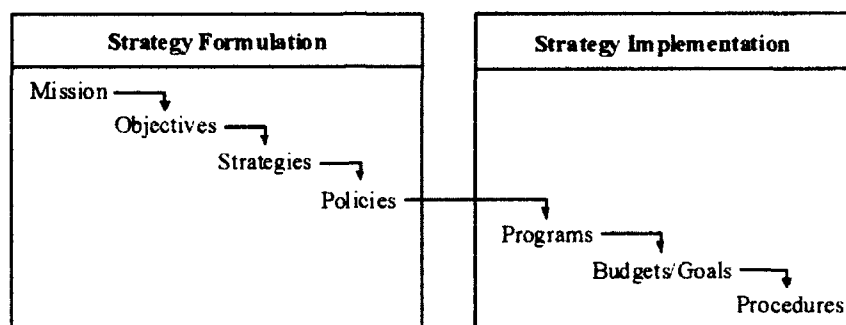 Strategy Formulation
Strategy Implementation
Mission
Objectives
Strategies
Policies
Programs
Budgets/Goals
Procedures